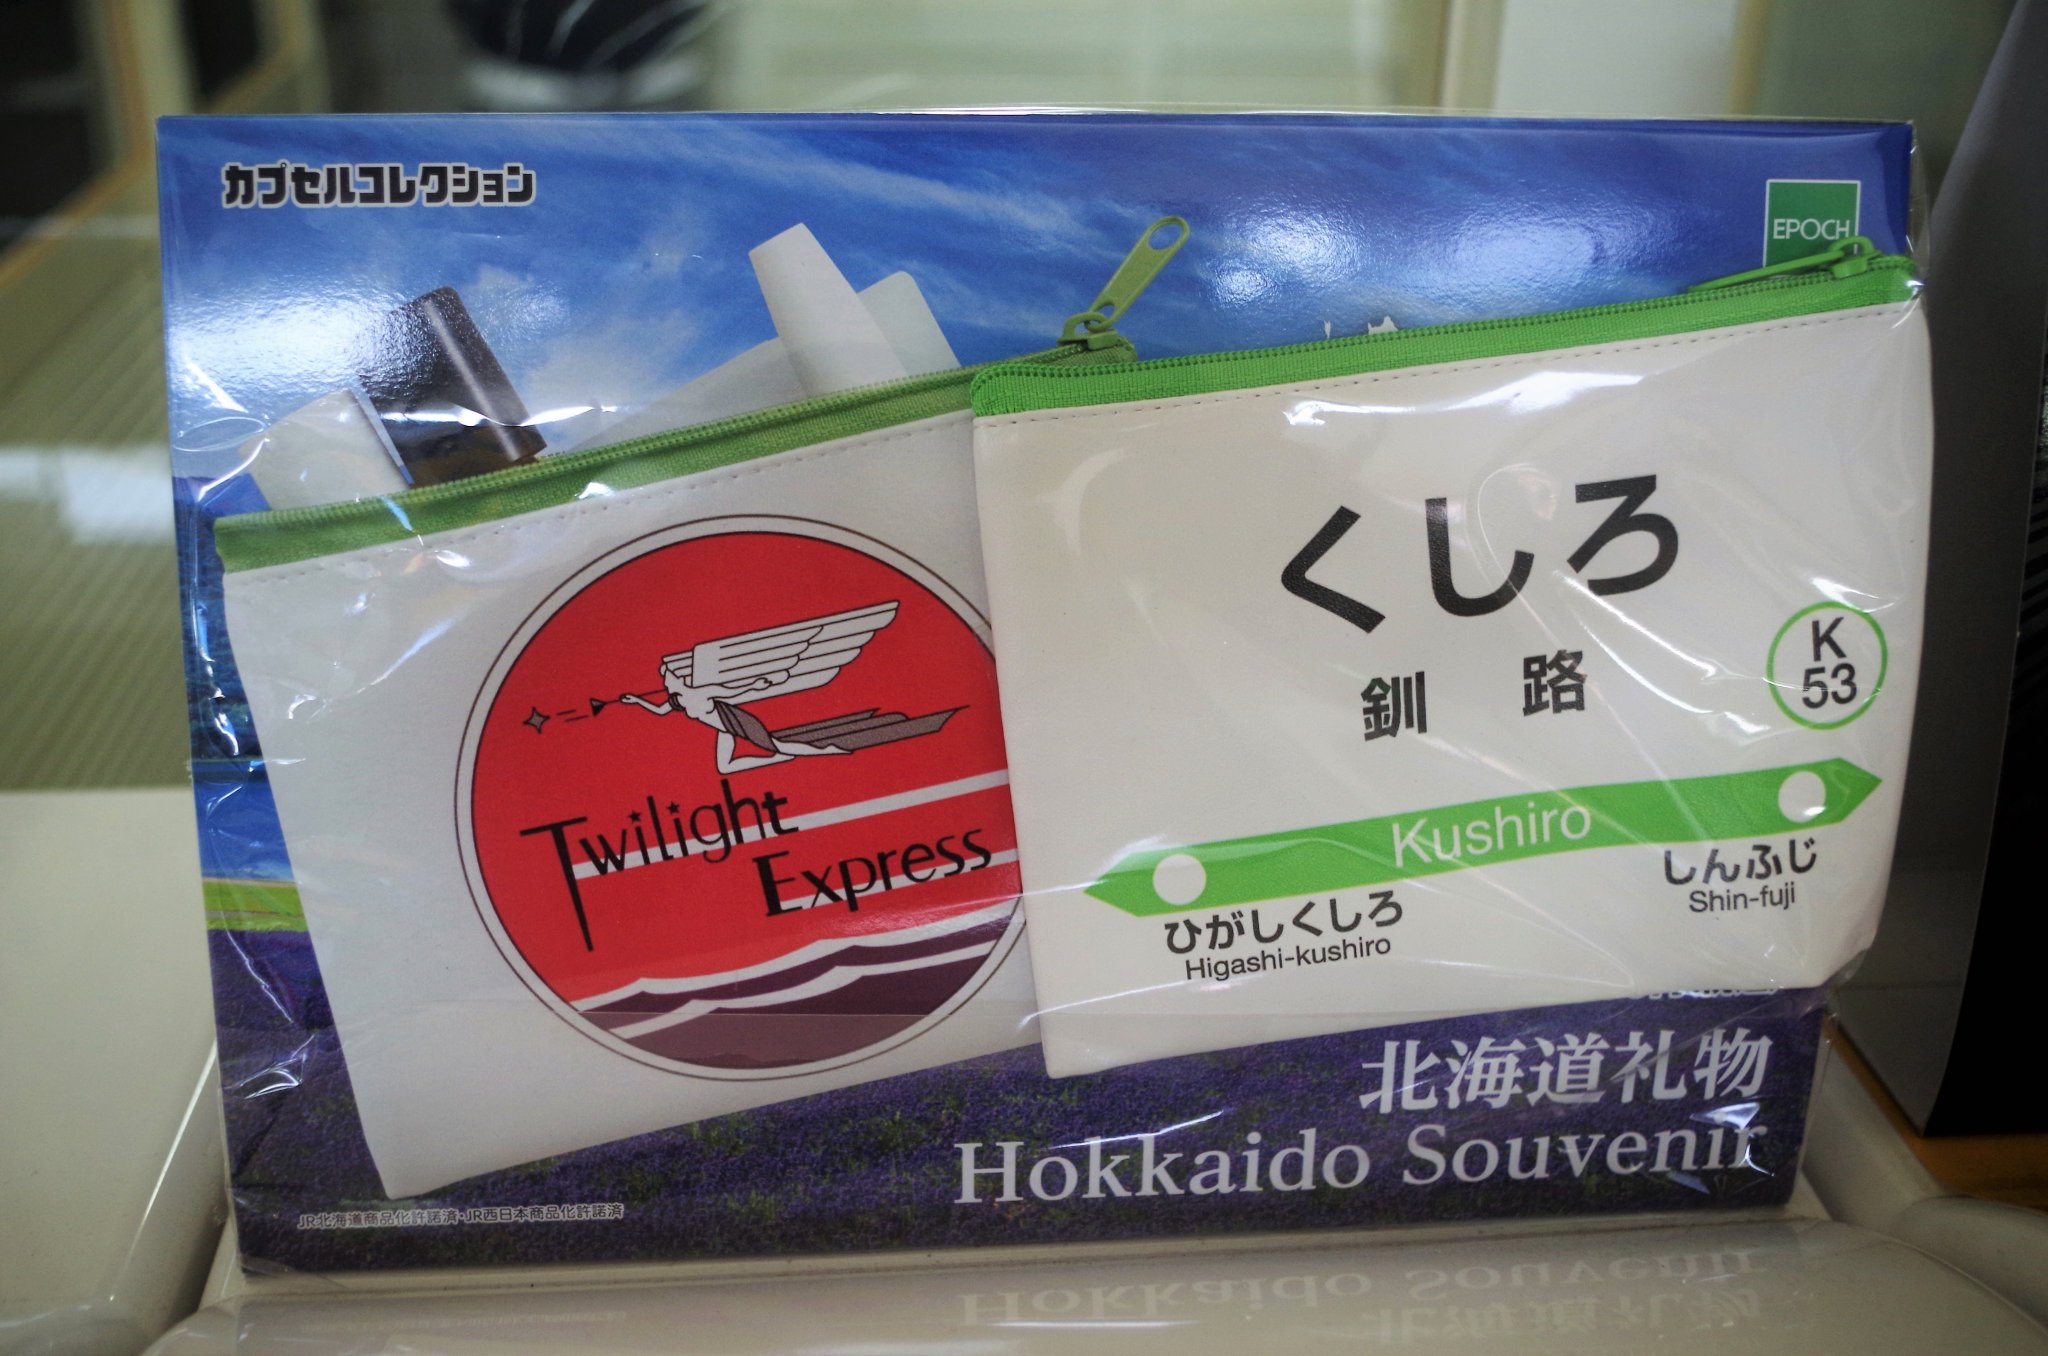 カプセルコレクション
EPOCH
Twilight
Express
くしろ
釧路
K
53
Kushiro
ひがしくしろ
Higashi-kushiro
しんふじ
Shin-fuji
北海道礼物
Hokkaido Souvenir
JR北海道商品化許諾済・JR西日本商品化許諾済